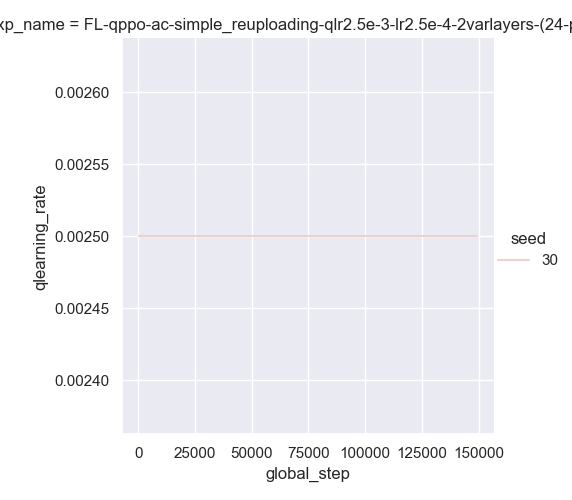 xp_name = FL-qppo-ac-simple_reuploading-qlr2.5e-3-lr2.5e-4-2varlayers-(24-p
0.00260
0.00255
0.00250
0.00245
0.00240
qlearning_rate
seed
30
0 25000 50000 75000 100000 125000 150000
global_step